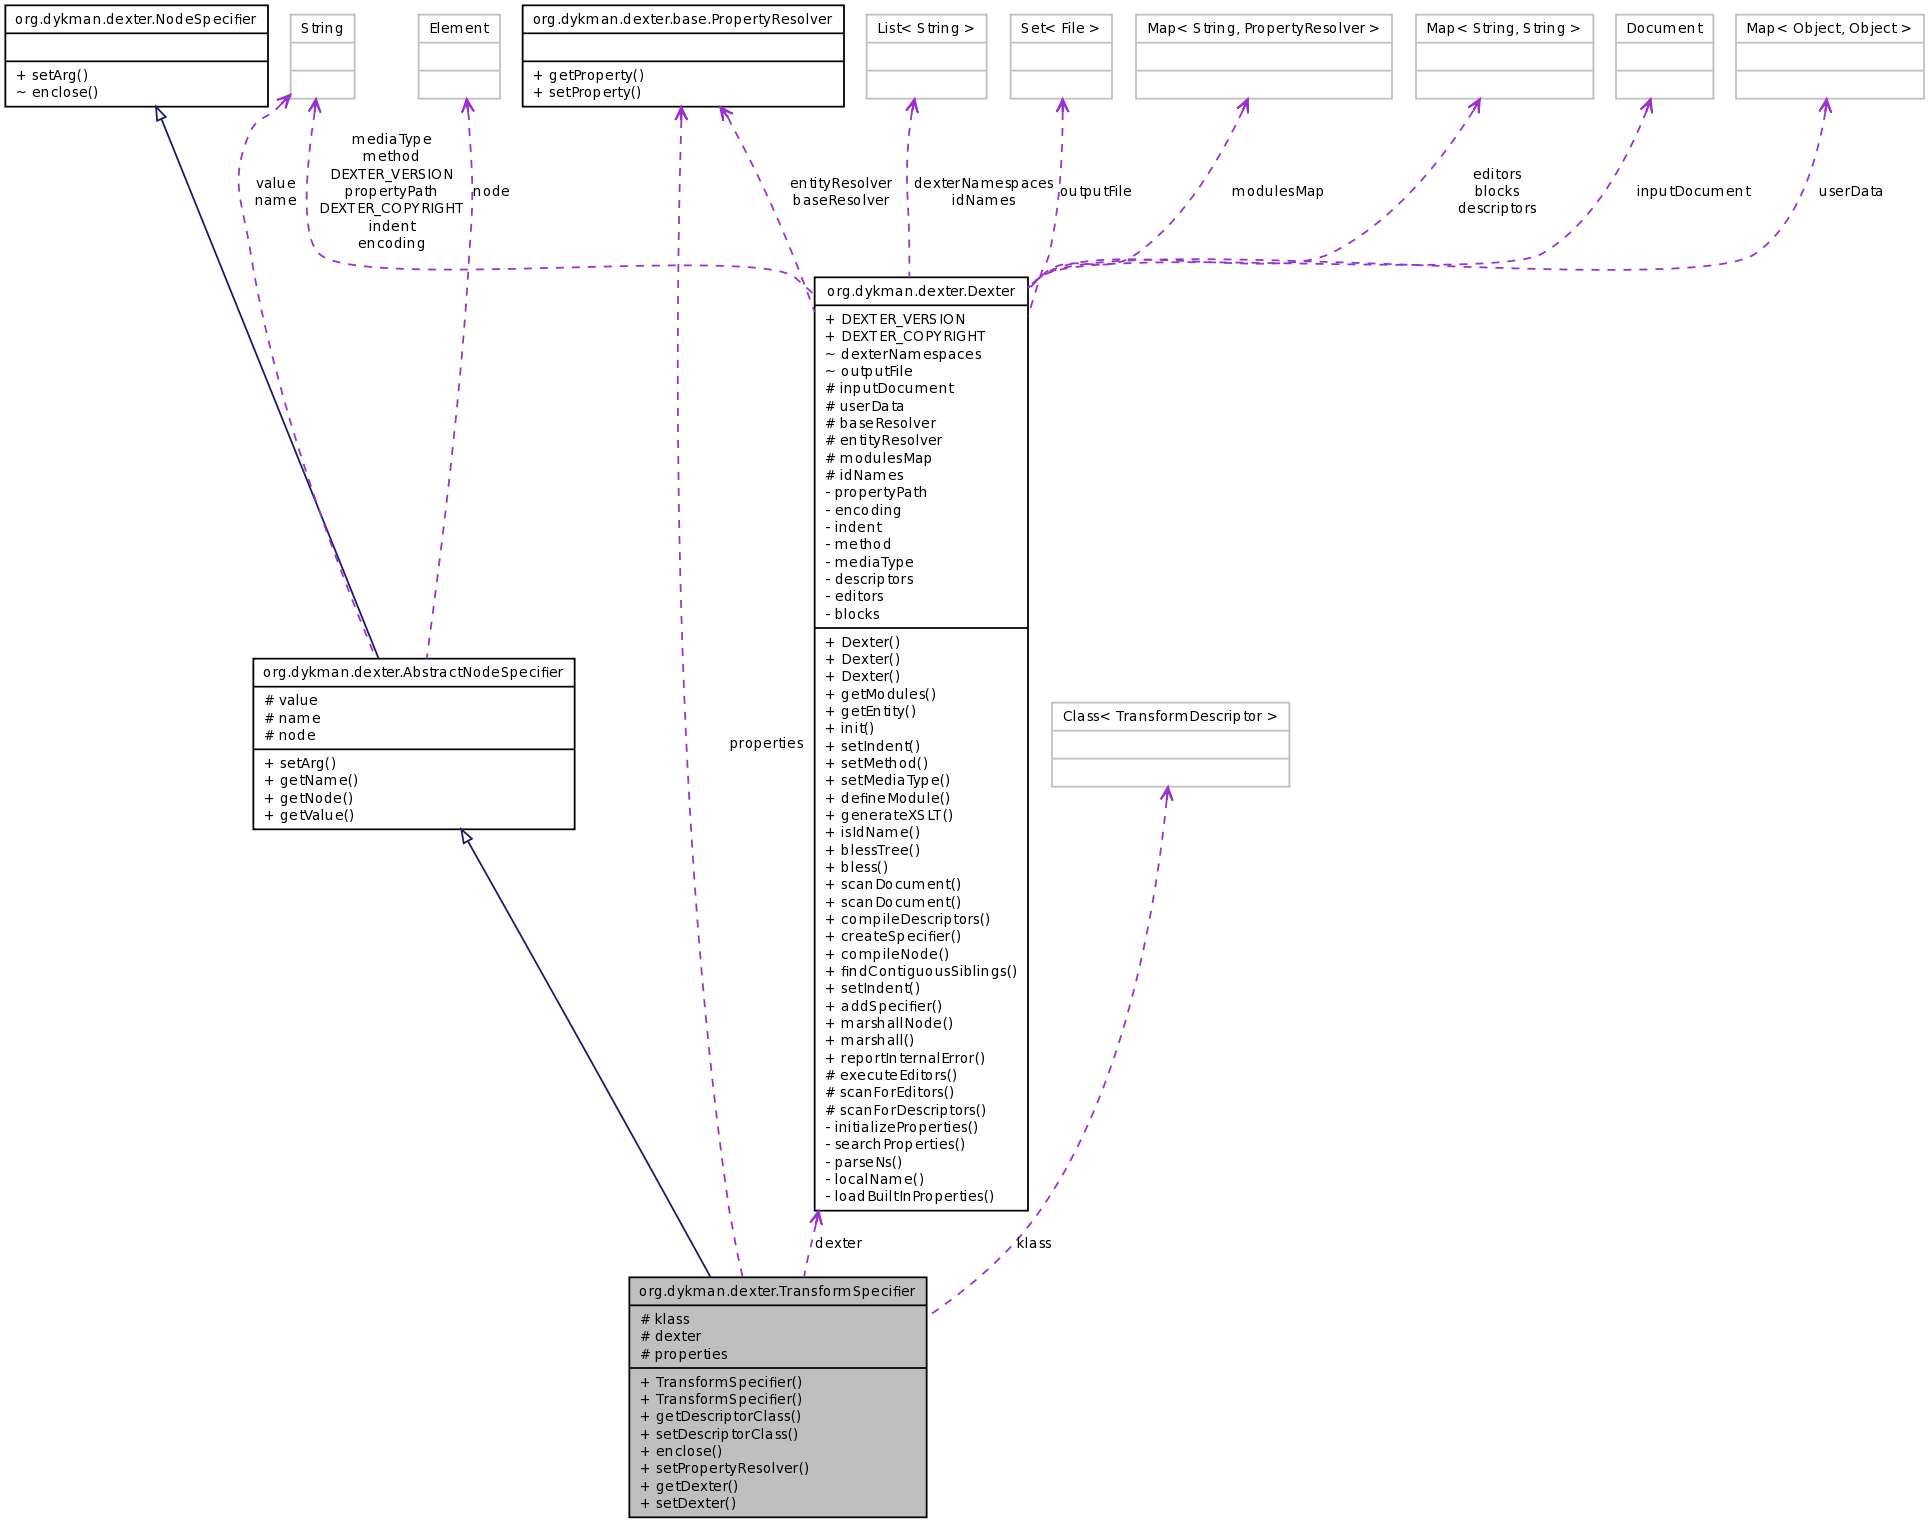 org.dykman.dexter.NodeSpecifier
+ setArg()
~ enclose()
String
Element
org.dykman.dexter.base.PropertyResolver
+ getProperty()
+ setProperty()
List< String >
Set< File >
Map< String, PropertyResolver >
Map< String, String >
Document
Map< Object, Object >
value
name
mediaType
method
DEXTER_VERSION
propertyPath
DEXTER_COPYRIGHT
indent
encoding
node
entityResolver
baseResolver
dexterNamespaces
idNames
outputFile
modulesMap
editors
blocks
descriptors
inputDocument
userData
org.dykman.dexter.Dexter
+ DEXTER_VERSION
+ DEXTER_COPYRIGHT
~ dexterNamespaces
~ outputFile
# inputDocument
# userData
# baseResolver
# entityResolver
# modulesMap
# idNames
- propertyPath
- encoding
- indent
- method
- mediaType
- descriptors
- editors
- blocks
+ Dexter()
+ Dexter()
+ Dexter()
+ getModules()
+ getEntity()
+ init()
+ setIndent()
+ setMethod()
+ setMediaType()
+ defineModule()
+ generateXSLT()
+ isIdName()
+ blessTree()
+ bless()
+ scanDocument()
+ scanDocument()
+ compileDescriptors()
+ createSpecifier()
+ compileNode()
+ findContiguousSiblings()
+ setIndent()
+ addSpecifier()
+ marshallNode()
+ marshall()
+ reportInternalError()
# executeEditors()
# scanForEditors()
# scanForDescriptors()
- initializeProperties()
- searchProperties()
- parseNs()
- localName()
- loadBuiltInProperties()
org.dykman.dexter.AbstractNodeSpecifier
# value
# name
# node
+ setArg()
+ getName()
+ getNode()
+ getValue()
properties
Class< TransformDescriptor >
dexter
klass
org.dykman.dexter.TransformSpecifier
# klass
# dexter
# properties
+ TransformSpecifier()
+ TransformSpecifier()
+ getDescriptorClass()
+ setDescriptorClass()
+ enclose()
+ setPropertyResolver()
+ getDexter()
+ setDexter()